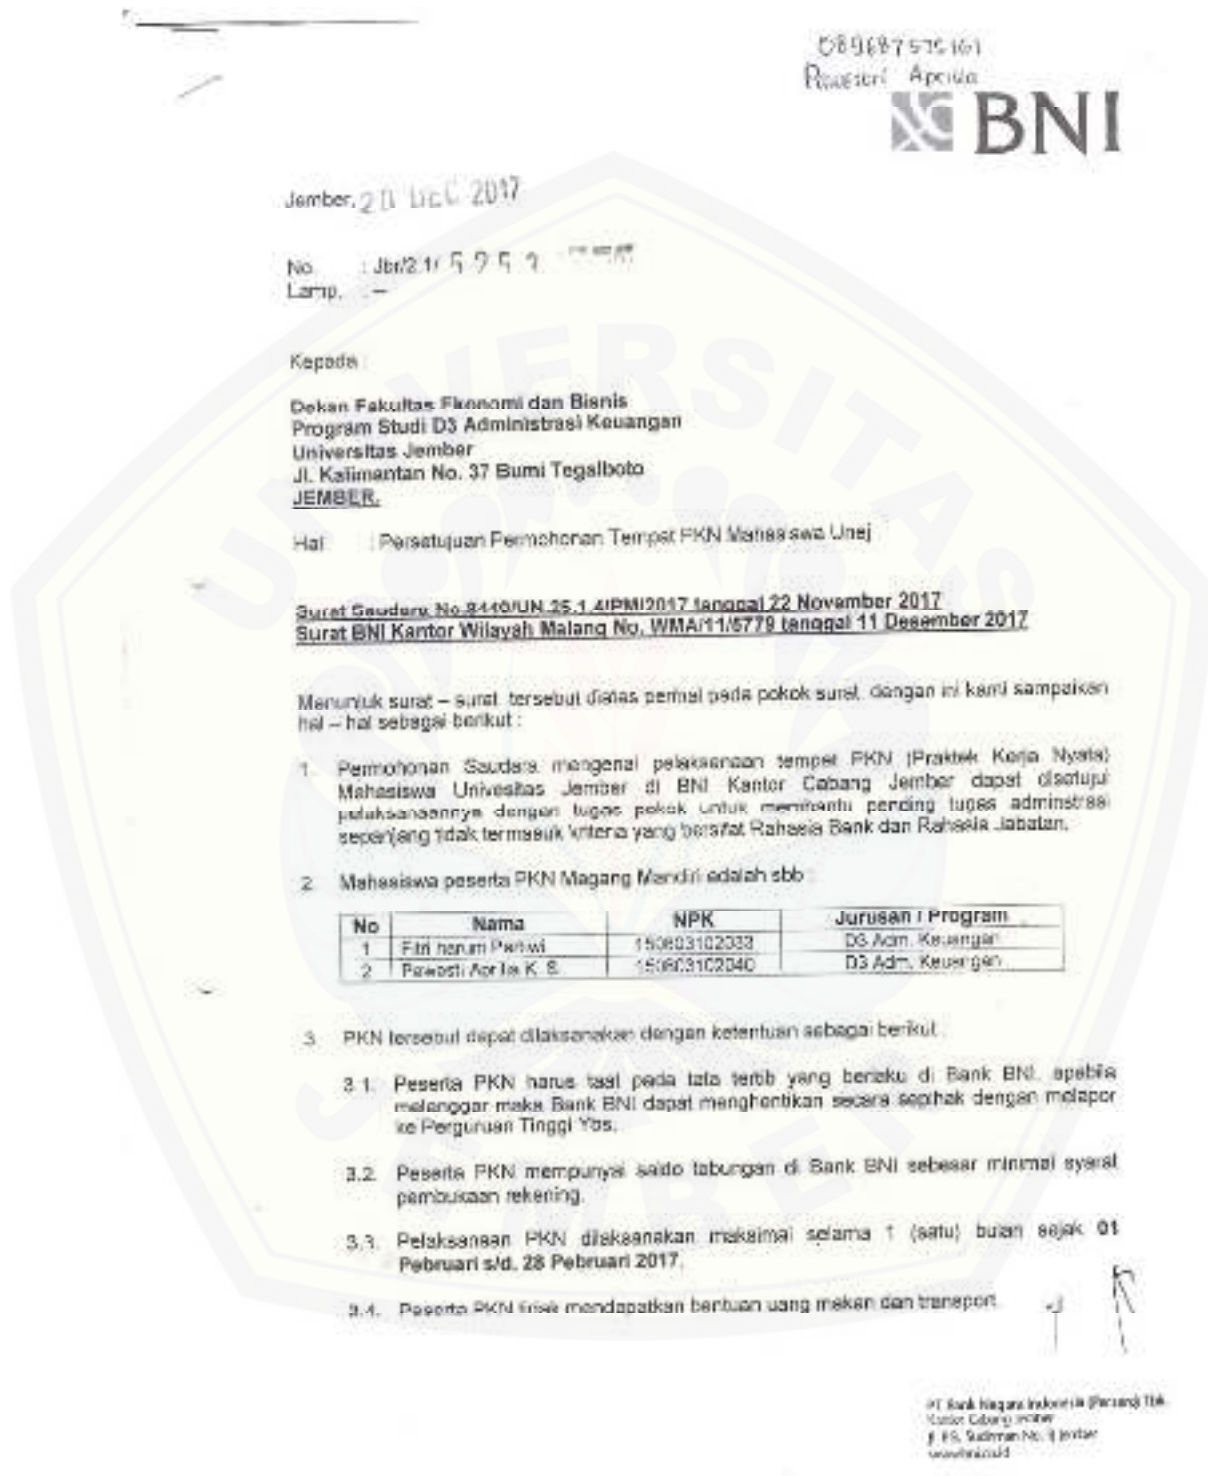 089687575161
Aprilia
BNI
Jember, 20 DEC 2017
No. : Jbr/2.1/
Lamp. : –
Kepada :
Dekan Fakultas Ekonomi dan Bisnis
Program Studi D3 Administrasi Keuangan
Universitas Jember
Jl. Kalimantan No. 37 Bumi Tegalboto
JEMBER.
Hal : Persetujuan Permohonan Tempat PKN Mahasiswa Unej
Surat Saudara No.8440/UN.25.1.4/PM/2017 tanggal 22 November 2017
Surat BNI Kantor Wilayah Malang No. WMA/11/5779 tanggal 11 Desember 2017
Menunjuk surat – surat tersebut diatas perihal pada pokok surat, dengan ini kami sampaikan
hal – hal sebagai berikut :
1. Permohonan Saudara mengenai pelaksanaan tempat PKN (Praktek Kerja Nyata)
Mahasiswa Univesitas Jember di BNI Kantor Cabang Jember dapat disetujui
pelaksanaannya dengan tugas pokok untuk membantu pending tugas adminstrasi
sepanjang tidak termasuk kriteria yang bersifat Rahasia Bank dan Rahasia Jabatan.
2. Mahasiswa peserta PKN Magang Mandiri adalah sbb :
No Nama NPK Jurusan / Program
1 Fitri harum Pertiwi 150803102033 D3 Adm. Keuangan
2 Pawesti Aprilia K. S. 150803102040 D3 Adm. Keuangan
3. PKN tersebut dapat dilaksanakan dengan ketentuan sebagai berikut :
3.1. Peserta PKN harus taat pada tata tertib yang berlaku di Bank BNI, apabila
melanggar maka Bank BNI dapat menghentikan secara sepihak dengan melapor
ke Perguruan Tinggi Ybs.
3.2. Peserta PKN mempunyai saldo tabungan di Bank BNI sebesar minimal syarat
pembukaan rekening.
3.3. Pelaksanaan PKN dilaksanakan maksimal selama 1 (satu) bulan sejak 01
Pebruari s/d. 28 Pebruari 2017.
3.4. Peserta PKN tidak mendapatkan bantuan uang makan dan transport.
PT Bank Negara Indonesia (Persero) Tbk
Kantor Cabang Jember
Jl. P.B. Sudirman No. 9 Jember
www.bni.co.id
UNIVERSITAS
JEMBER